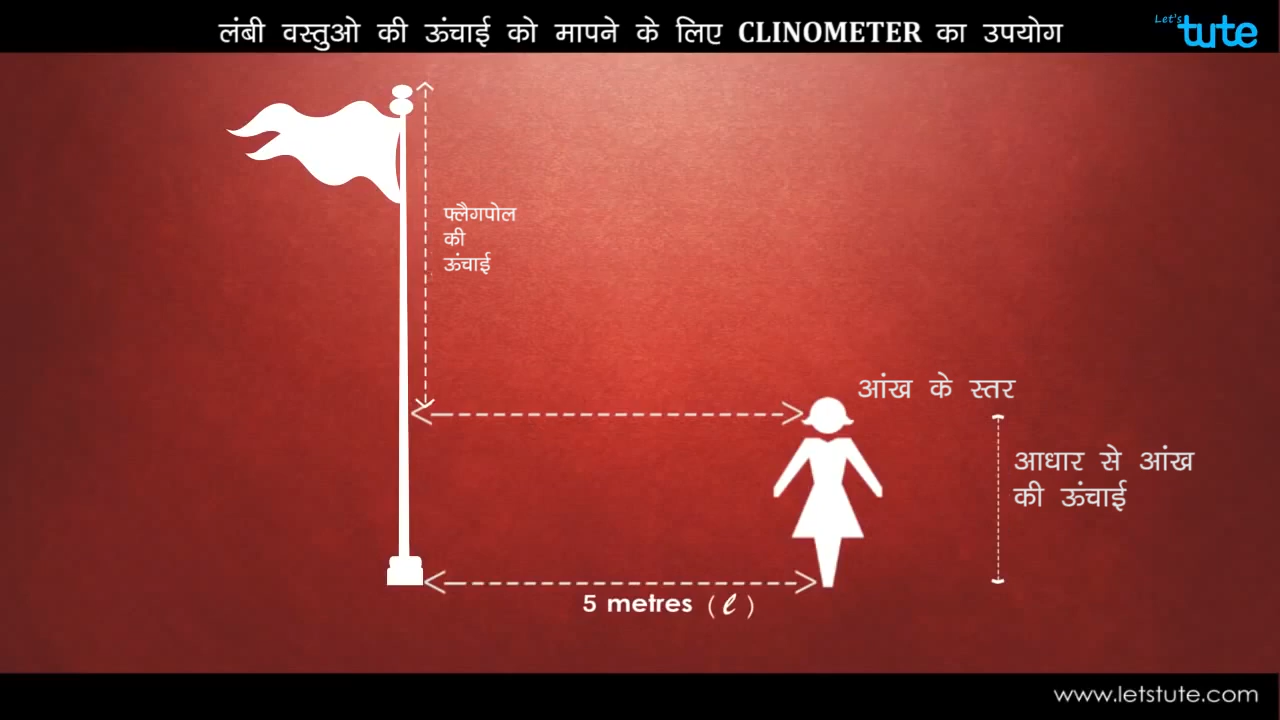 लंबी वस्तुओ की ऊंचाई को मापने के लिए CLINOMETER का उपयोग
Let's tute
फ्लैगपोल
की
ऊंचाई
आंख के स्तर
आधार से आंख
की ऊंचाई
5 metres (ℓ)
www.letstute.com